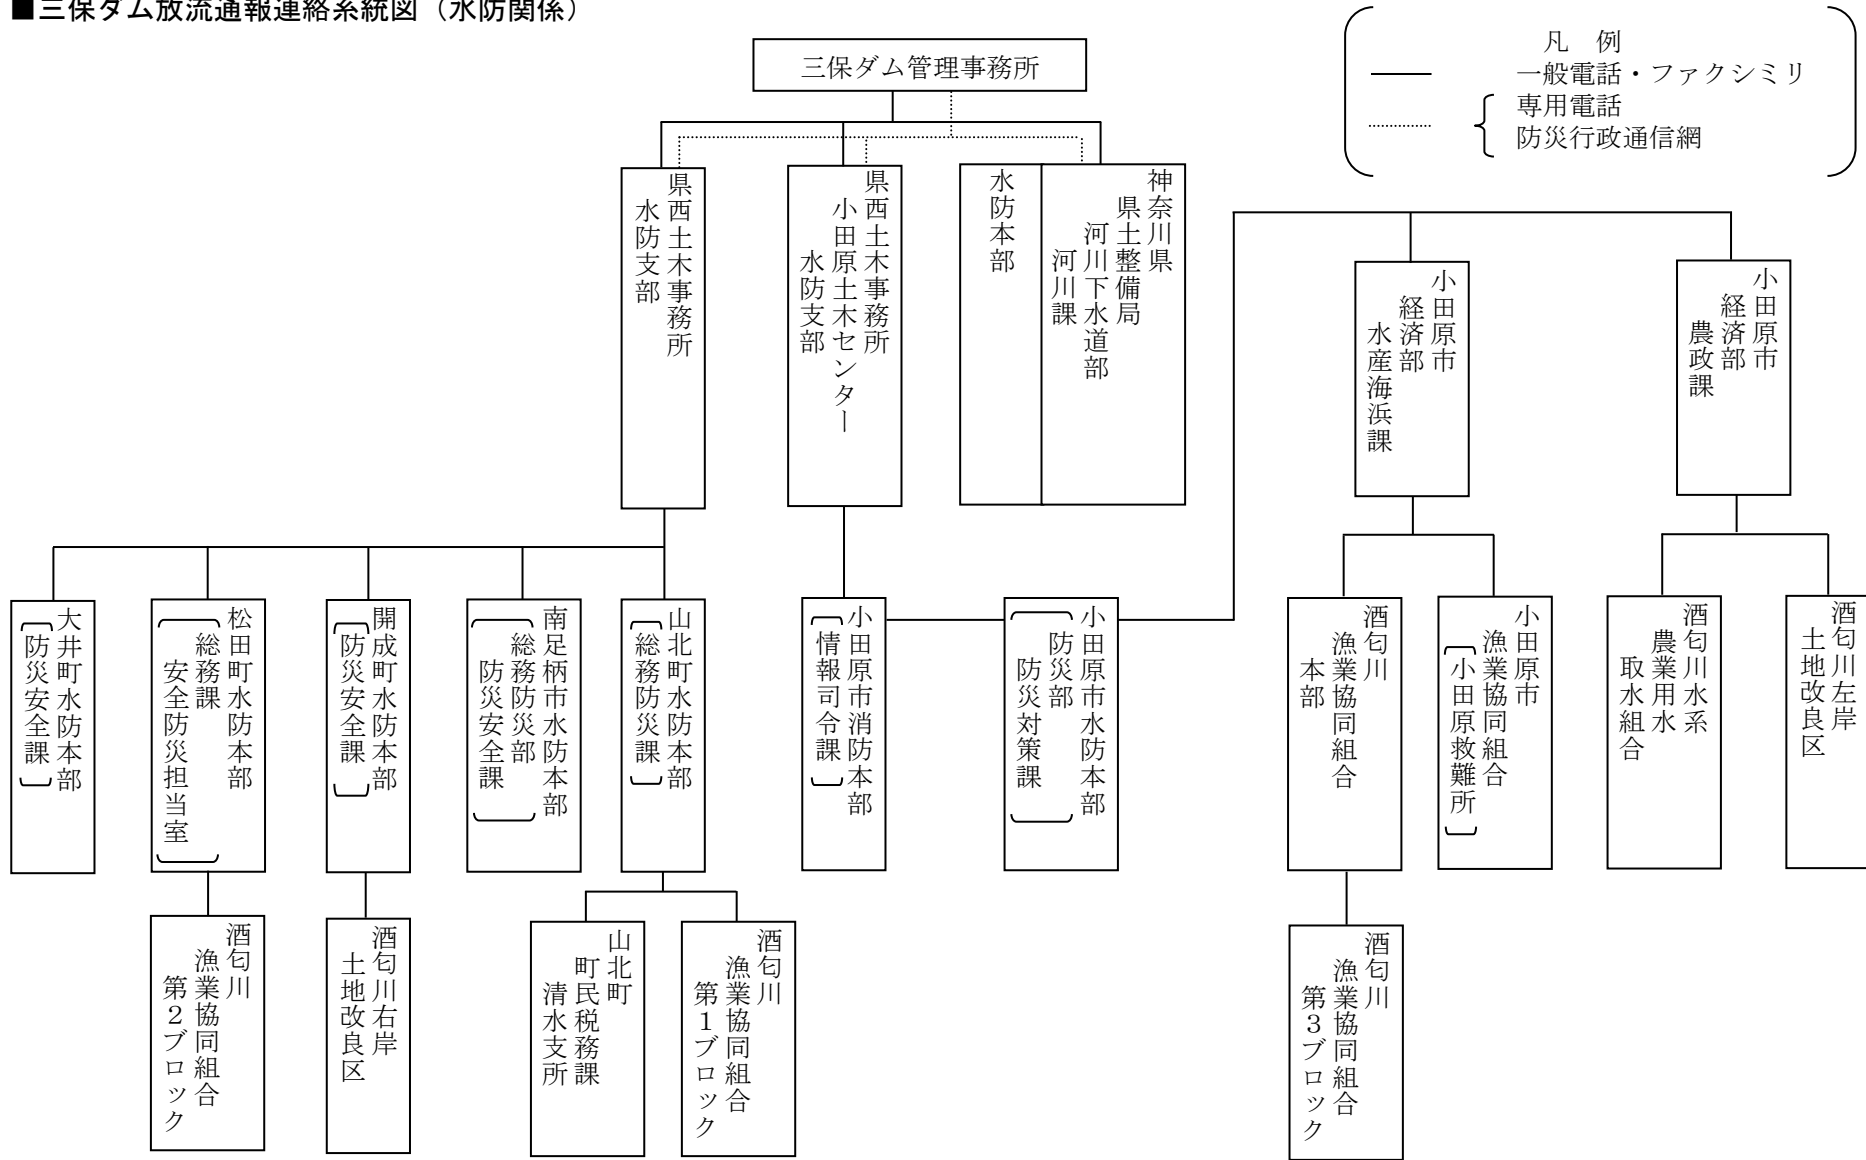 ■三保ダム放流通報連絡系統図（水防関係）
凡　例
一般電話・ファクシミリ
専用電話
防災行政通信網
三保ダム管理事務所
県西土木事務所
水防支部
県西土木事務所
小田原土木センター
水防支部
神奈川県
県土整備局
河川下水道部
河川課
水防本部
小田原市
経済部
水産海浜課
小田原市
経済部
農政課
大井町水防本部
防災安全課
松田町水防本部
総務課
安全防災担当室
開成町水防本部
防災安全課
南足柄市水防本部
総務防災部
防災安全課
山北町水防本部
総務防災課
小田原市消防本部
情報司令課
小田原市水防本部
防災部
防災対策課
酒匂川
漁業協同組合
本部
小田原市
漁業協同組合
小田原救難所
酒匂川水系
農業用水
取水組合
酒匂川左岸
土地改良区
酒匂川
漁業協同組合
第２ブロック
酒匂川右岸
土地改良区
山北町
町民税務課
清水支所
酒匂川
漁業協同組合
第１ブロック
酒匂川
漁業協同組合
第３ブロック